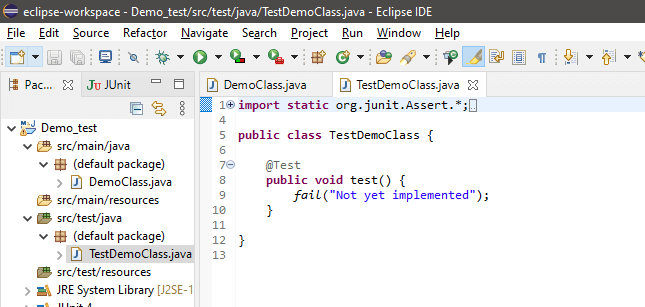 eclipse-workspace - Demo_test/src/test/java/TestDemoClass.java - Eclipse IDE
File Edit Source Refactor Navigate Search Project Run Window Help
Pac... JUnit
Demo_test
src/main/java
(default package)
DemoClass.java
src/main/resources
src/test/java
(default package)
TestDemoClass.java
src/test/resources
JRE System Library [J2SE-1
DemoClass.java TestDemoClass.java
1 import static org.junit.Assert.*;
4
5 public class TestDemoClass {
6
7 @Test
8 public void test() {
9 fail("Not yet implemented");
10 }
11
12 }
13